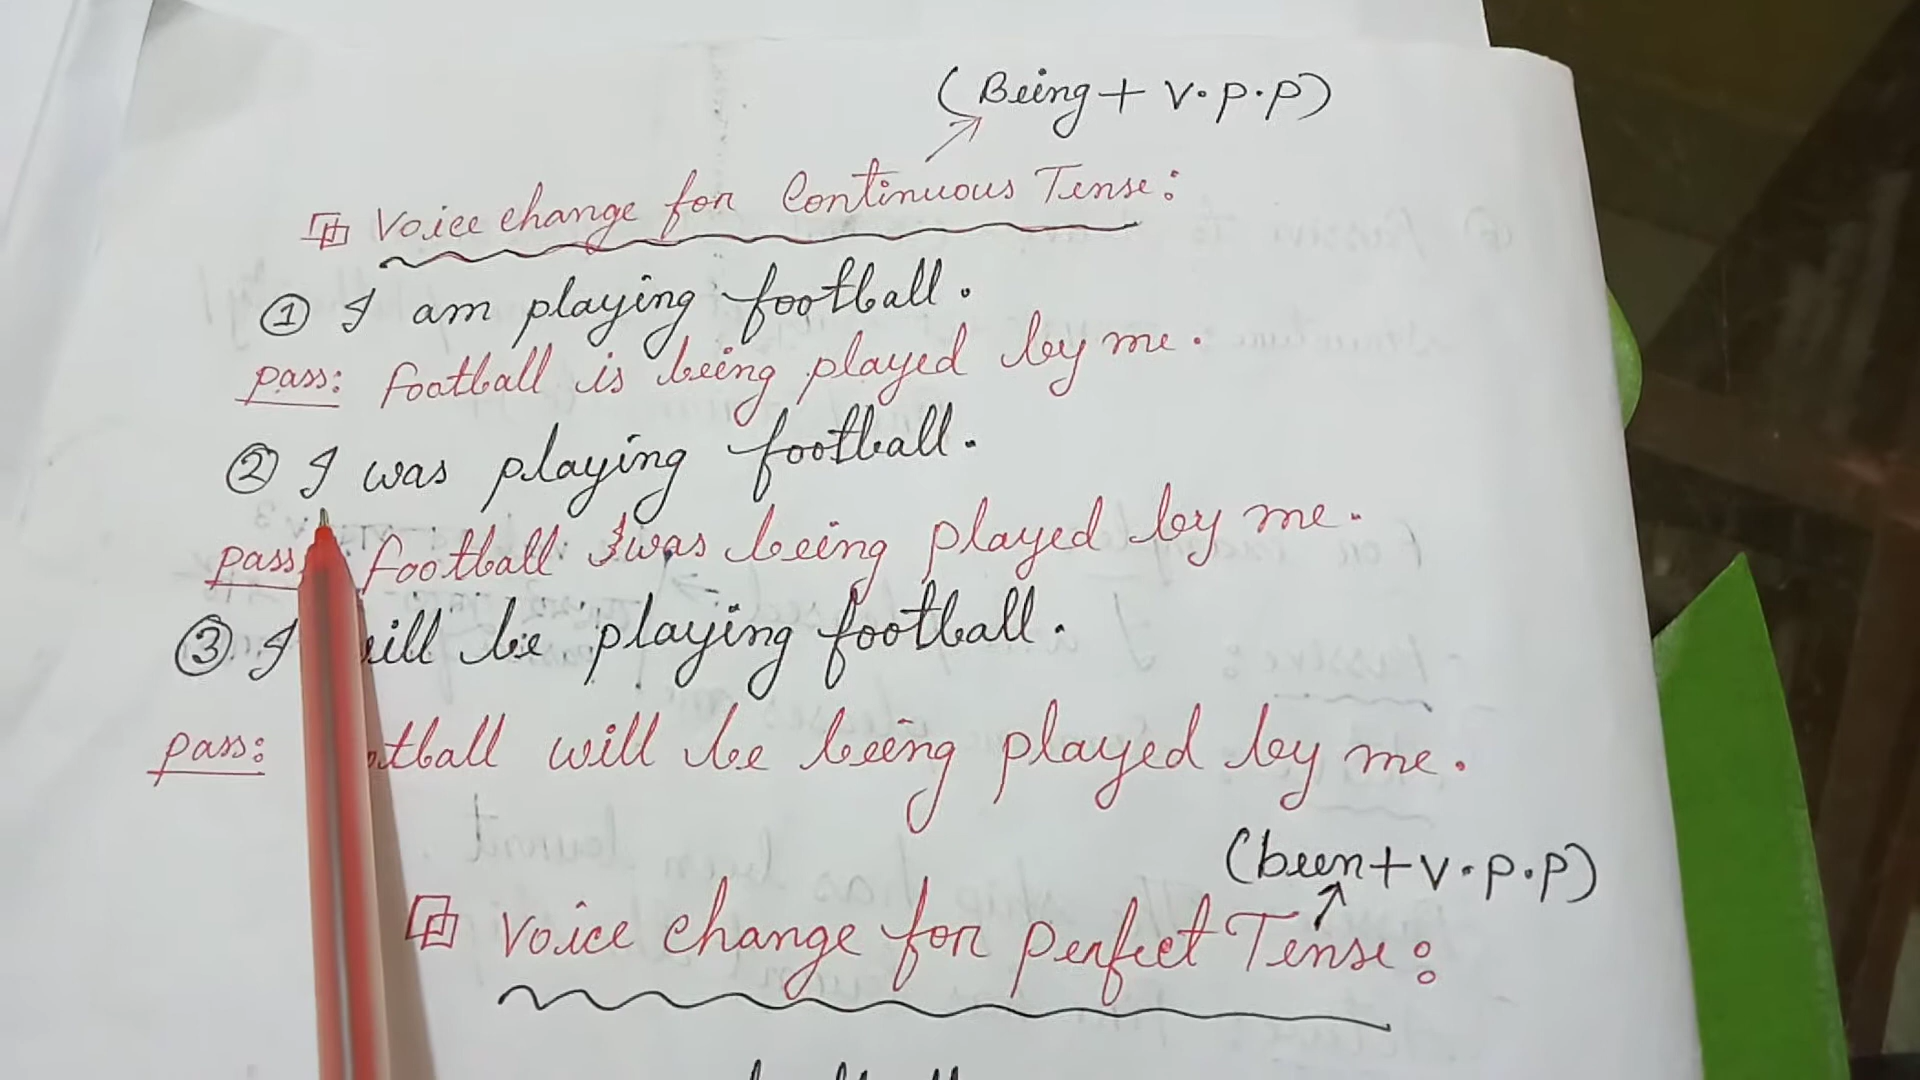 (Being + v.p.p)
Voice change for Continuous Tense:
① I am playing football.
pass: football is being played by me.
② I was playing football.
pass football was being played by me.
③ I will be playing football.
pass: football will be being played by me.
(been + v.p.p)
Voice change for perfect Tense: